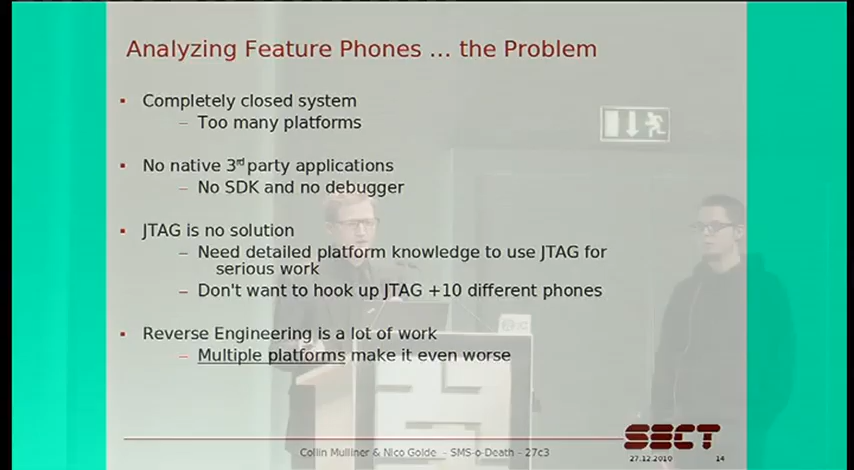 Analyzing Feature Phones ... the Problem
▪ Completely closed system
– Too many platforms
▪ No native 3rd party applications
– No SDK and no debugger
▪ JTAG is no solution
– Need detailed platform knowledge to use JTAG for
serious work
– Don't want to hook up JTAG +10 different phones
▪ Reverse Engineering is a lot of work
– Multiple platforms make it even worse
SECT
Collin Mulliner & Nico Golde - SMS-o-Death - 27c3
27.12.2010 14